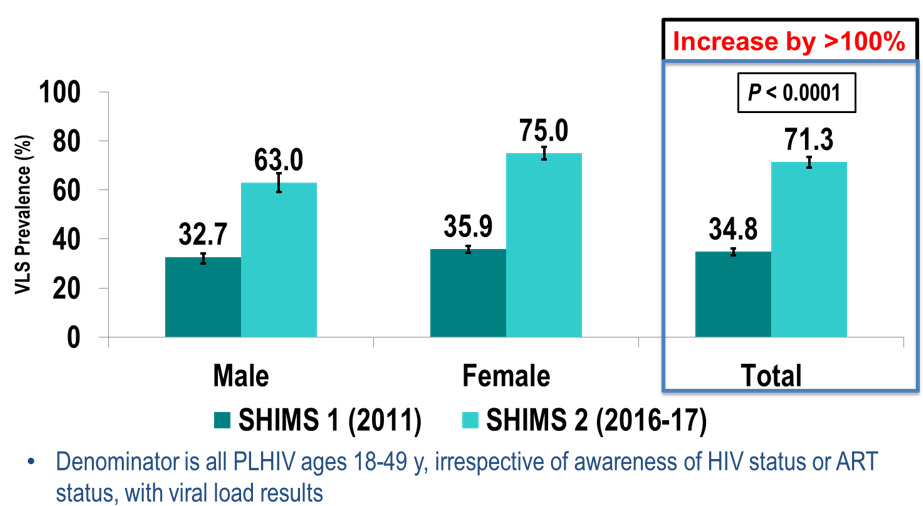 Increase by >100%
P < 0.0001
VLS Prevalence (%)
100
80
60
40
20
0
32.7
63.0
35.9
75.0
34.8
71.3
Male
Female
Total
SHIMS 1 (2011)
SHIMS 2 (2016-17)
• Denominator is all PLHIV ages 18-49 y, irrespective of awareness of HIV status or ART
status, with viral load results